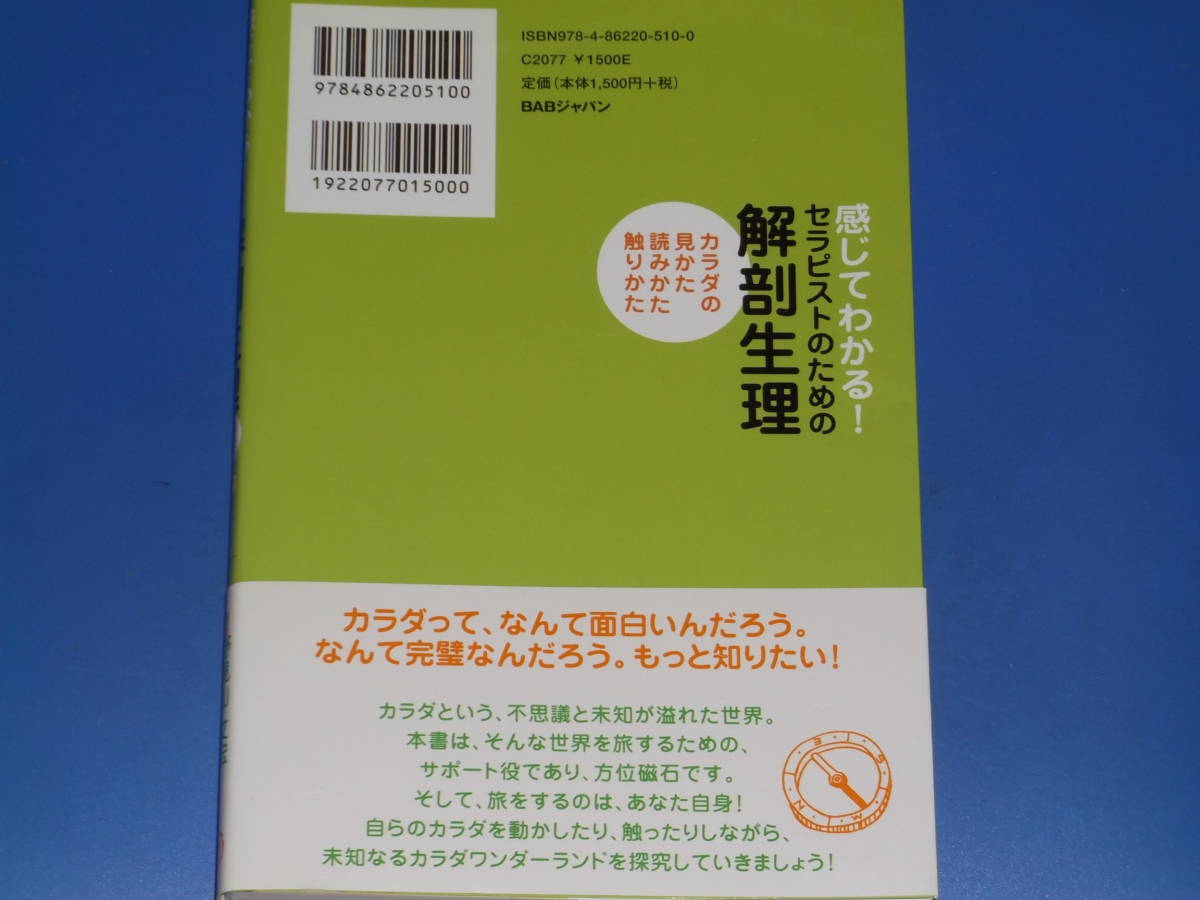 ISBN978-4-86220-510-0
C2077 ¥1500E
定価(本体1,500円+税)
BABジャパン
9784862205100
1922077015000
感じてわかる!
セラピストのための
解剖生理
カラダの
見かた
読みかた
触りかた
カラダって、なんて面白いんだろう。
なんて完璧なんだろう。もっと知りたい!
カラダという、不思議と未知が溢れた世界。
本書は、そんな世界を旅するための、
サポート役であり、方位磁石です。
そして、旅をするのは、あなた自身!
自らのカラダを動かしたり、触ったりしながら、
未知なるカラダワンダーランドを探究していきましょう!
N
W
S